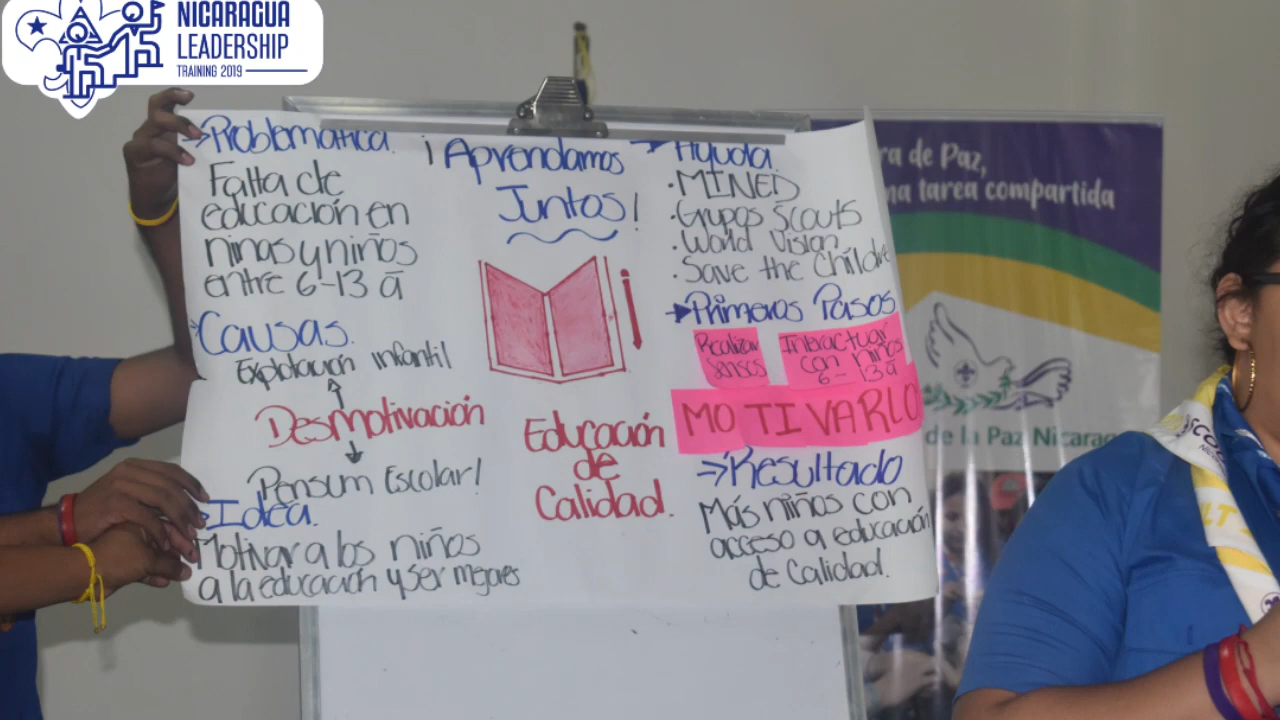 NICARAGUA
LEADERSHIP
TRAINING 2019
→Problemática.
Falta de
educación en
niñas y niños
entre 6-13 a
Causas.
Explotación infantil
Desmotivación
Pensum Escolar!
Idea.
Motivar a los niños
a la educación y ser mejores
¡Aprendamos
Juntos!
Educación
de
Calidad.
→Ayuda.
·MINED
·Grupos Scouts
·World Vision
·Save the Childre
→Primeros Pasos
Realizar
sensos
Interactuar
con niños
6-13 a
MOTIVARLO
⇒Resultado
Más niños con
acceso a educación
de Calidad.
ra de Paz,
na tarea compartida
de la Paz Nicarag